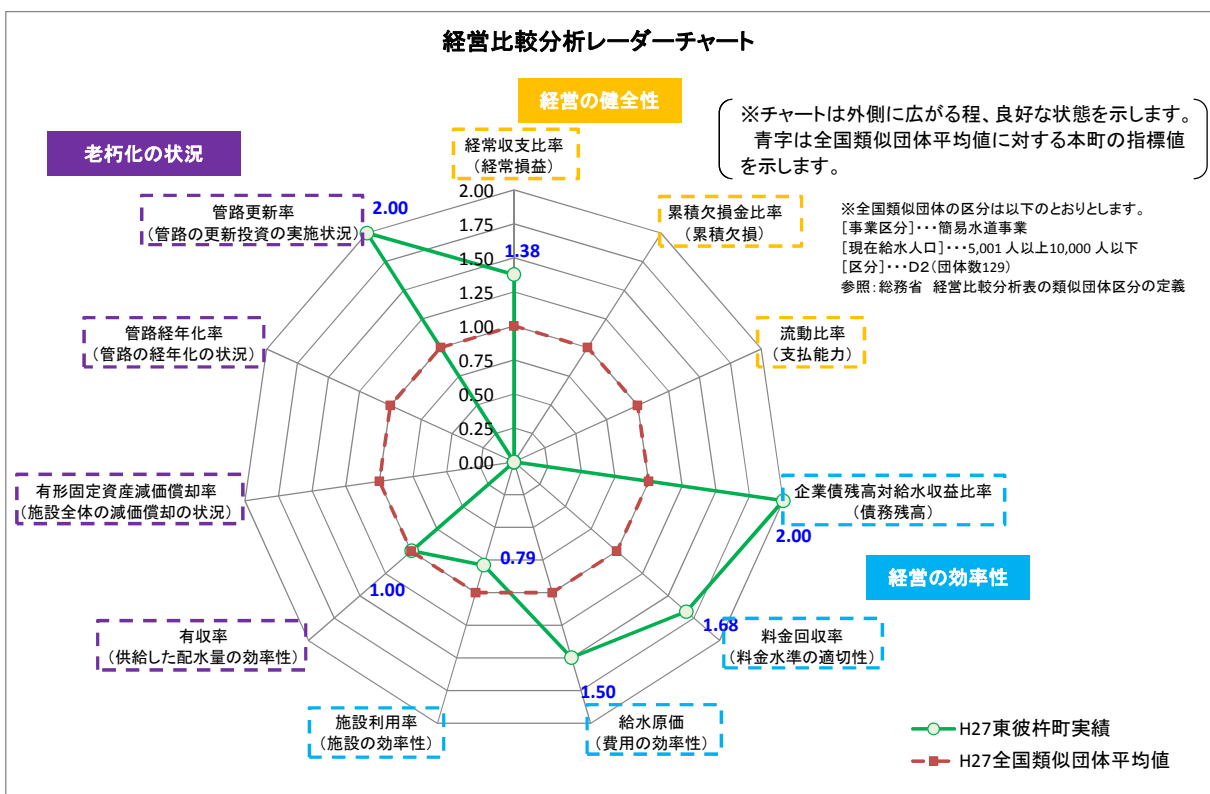 経営比較分析レーダーチャート
経営の健全性
※チャートは外側に広がる程、良好な状態を示します。
青字は全国類似団体平均値に対する本町の指標値
を示します。
老朽化の状況
経常収支比率
（経常損益）
管路更新率
（管路の更新投資の実施状況）
累積欠損金比率
（累積欠損）
※全国類似団体の区分は以下のとおりとします。
[事業区分]・・・簡易水道事業
[現在給水人口]・・・5,001人以上10,000人以下
[区分]・・・D2（団体数129）
参照：総務省 経営比較分析表の類似団体区分の定義
2.00
1.38
2.00
1.75
1.50
1.25
1.00
0.75
0.50
0.25
0.00
管路経年化率
（管路の経年化の状況）
流動比率
（支払能力）
有形固定資産減価償却率
（施設全体の減価償却の状況）
企業債残高対給水収益比率
（債務残高）
2.00
経営の効率性
0.79
1.00
1.68
有収率
（供給した配水量の効率性）
料金回収率
（料金水準の適切性）
1.50
施設利用率
（施設の効率性）
給水原価
（費用の効率性）
H27東彼杵町実績
H27全国類似団体平均値